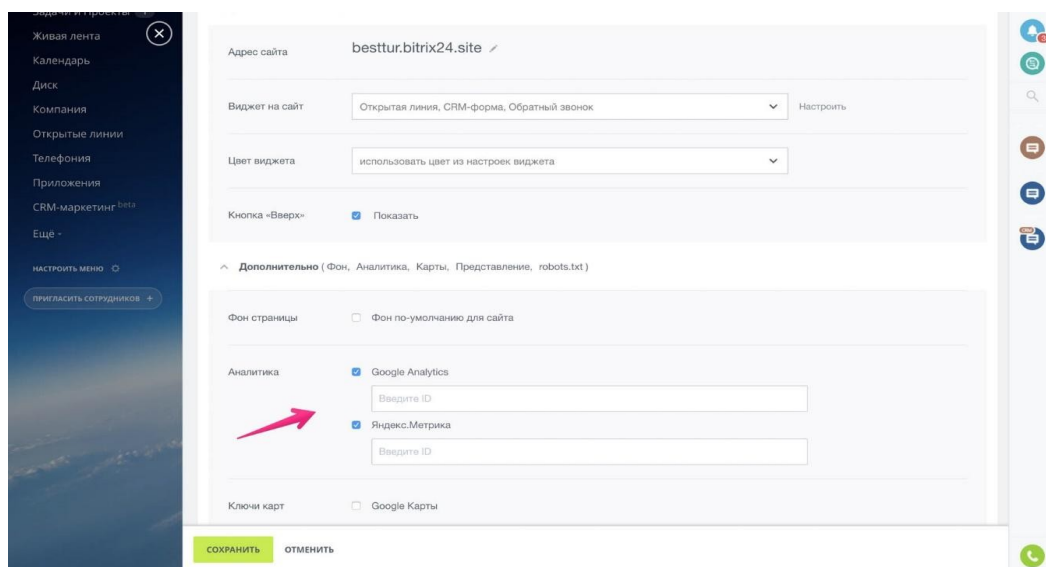 Задачи и Проекты
Живая лента
Календарь
Диск
Компания
Открытые линии
Телефония
Приложения
CRM-маркетинг beta
Ещё -
НАСТРОИТЬ МЕНЮ
ПРИГЛАСИТЬ СОТРУДНИКОВ +
Адрес сайта
besttur.bitrix24.site
Виджет на сайт
Открытая линия, CRM-форма, Обратный звонок
Настроить
Цвет виджета
использовать цвет из настроек виджета
Кнопка «Вверх»
Показать
Дополнительно ( Фон, Аналитика, Карты, Представление, robots.txt )
Фон страницы
Фон по-умолчанию для сайта
Аналитика
Google Analytics
Введите ID
Яндекс.Метрика
Введите ID
Ключи карт
Google Карты
СОХРАНИТЬ
ОТМЕНИТЬ